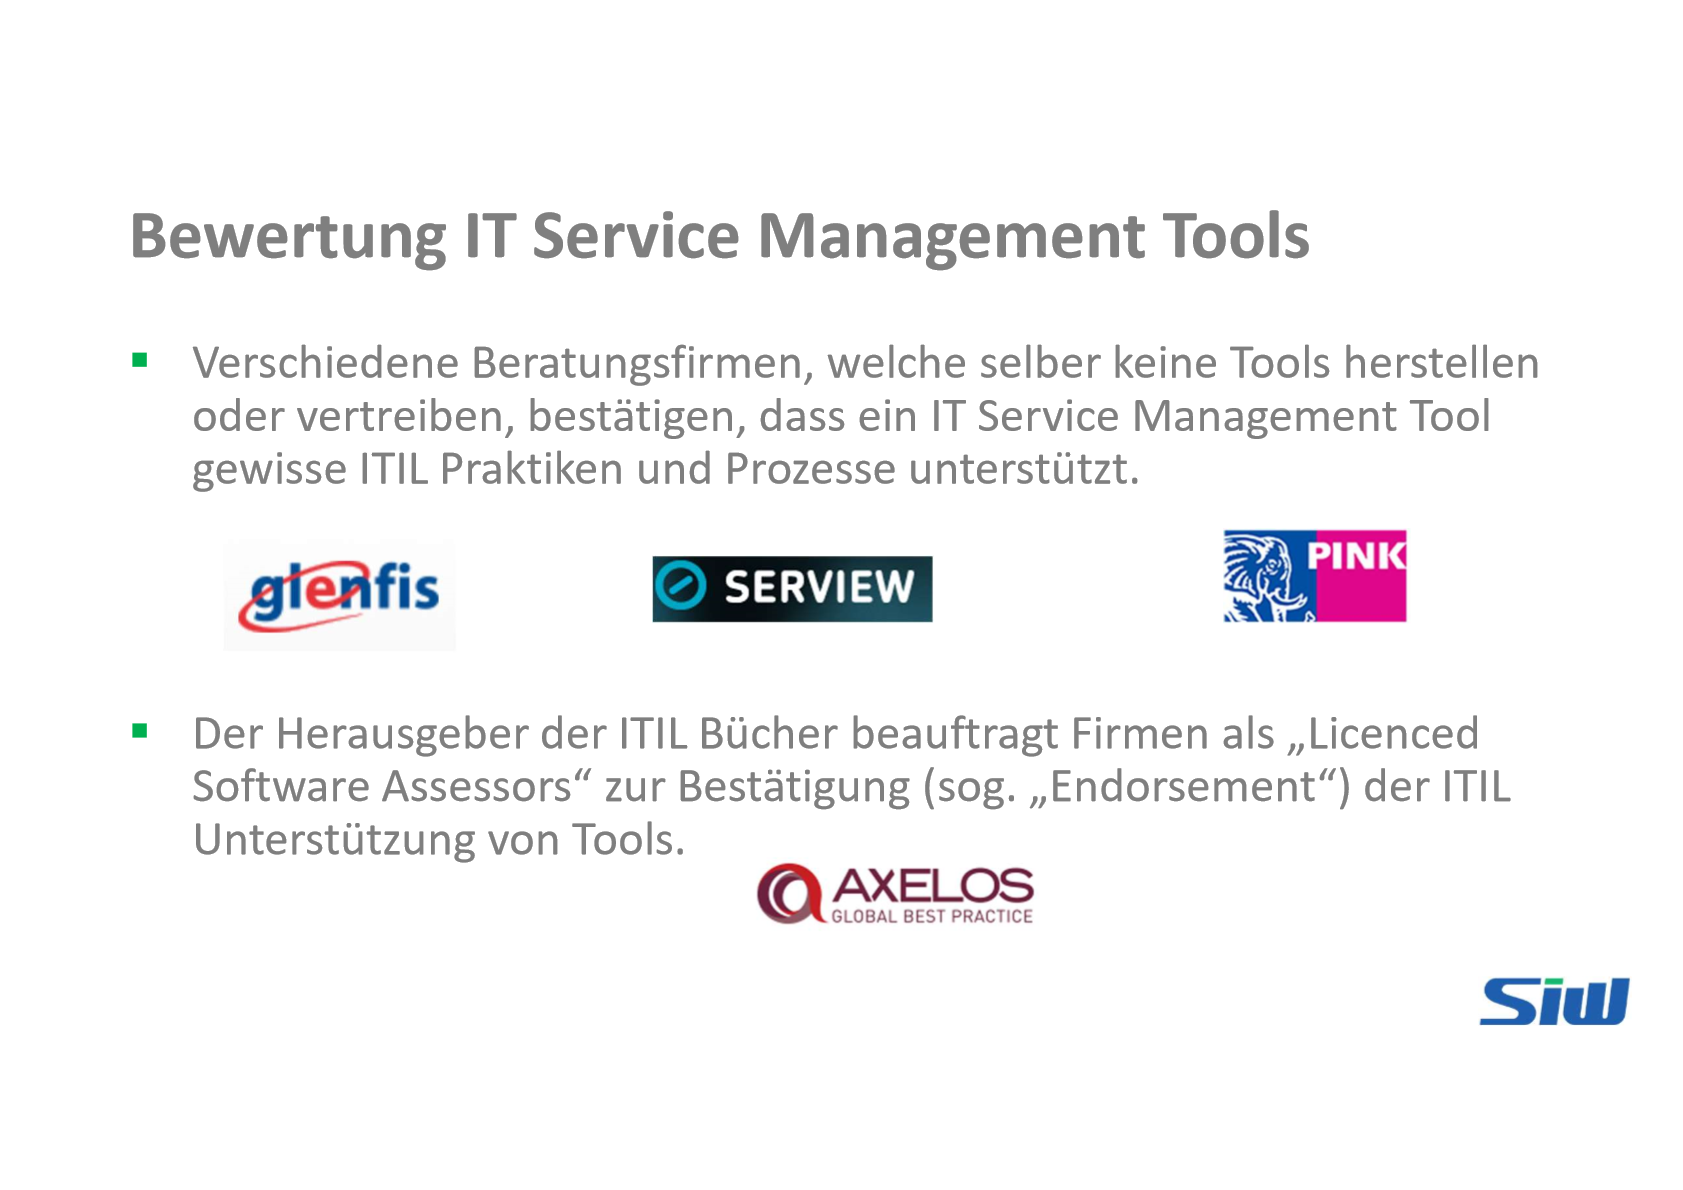 Bewertung IT Service Management Tools
Verschiedene Beratungsfirmen, welche selber keine Tools herstellen
oder vertreiben, bestätigen, dass ein IT Service Management Tool
gewisse ITIL Praktiken und Prozesse unterstützt.
glenfis
SERVIEW
PINK
Der Herausgeber der ITIL Bücher beauftragt Firmen als „Licenced
Software Assessors“ zur Bestätigung (sog. „Endorsement“) der ITIL
Unterstützung von Tools.
AXELOS
GLOBAL BEST PRACTICE
Siw